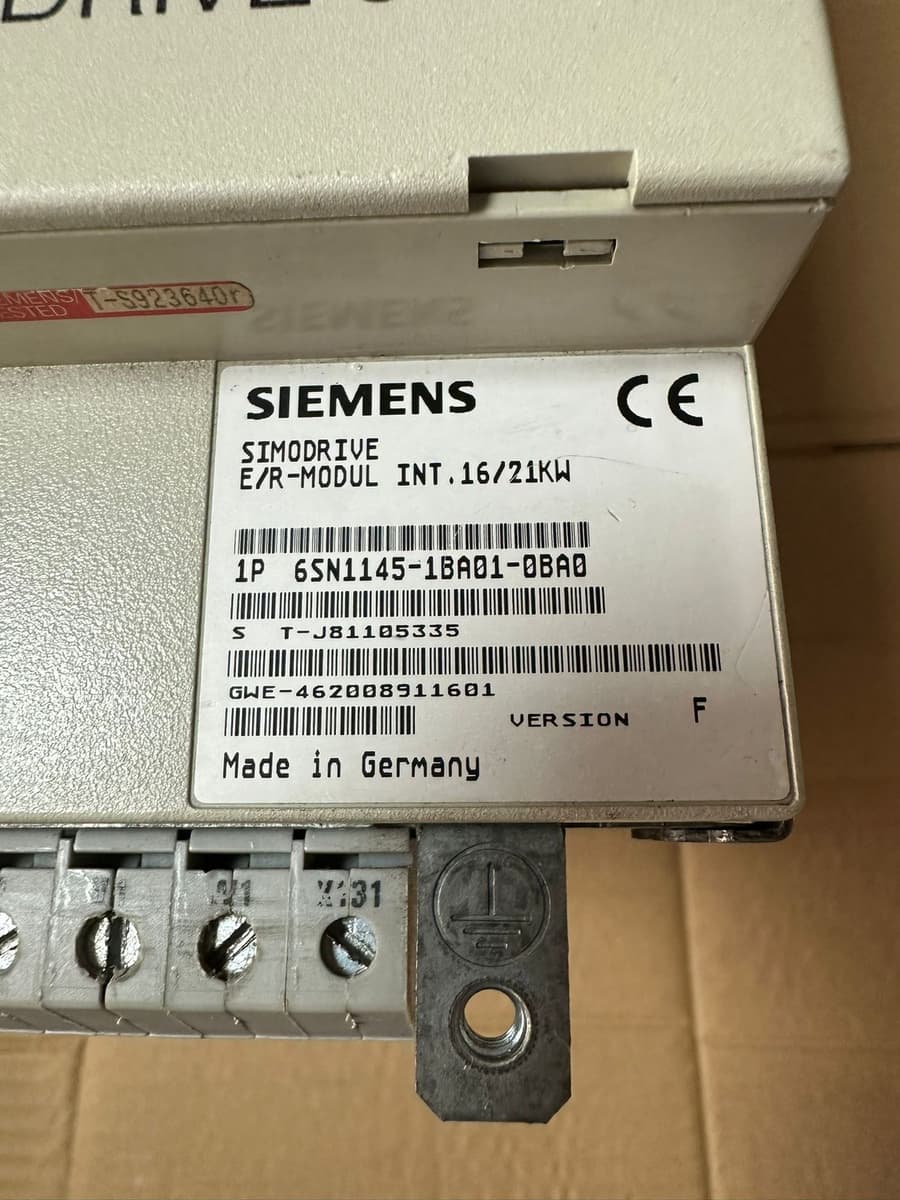 T-S923640r
SIEMENS
CE
SIMODRIVE
E/R-MODUL INT.16/21KW
1P 6SN1145-1BA01-0BA0
S T-J81105335
GWE-462008911601
VERSION F
Made in Germany
X131